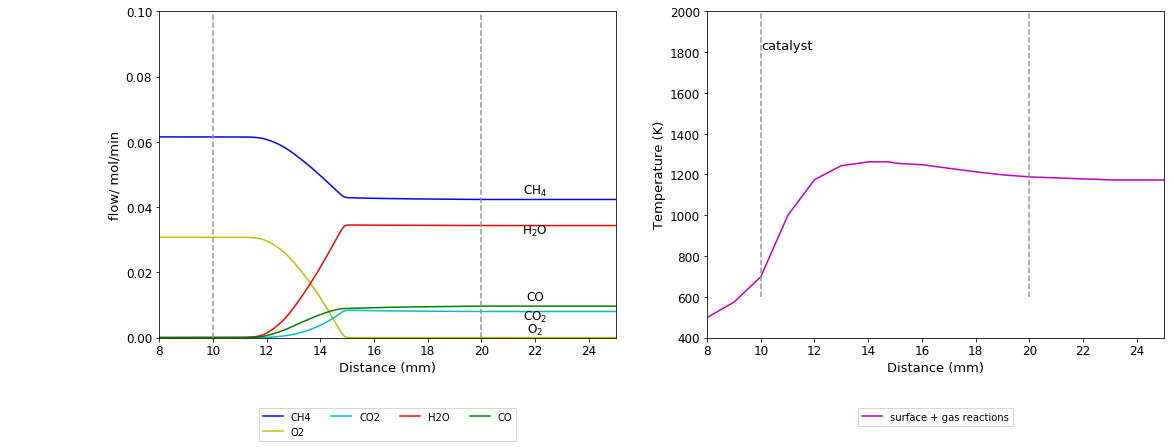 0.10
0.08
0.06
0.04
0.02
0.00
flow/ mol/min
CH₄
H₂O
CO
CO₂
O₂
8 10 12 14 16 18 20 22 24
Distance (mm)
CH4 CO2 H2O CO
O2
2000
1800
1600
1400
1200
1000
800
600
400
Temperature (K)
catalyst
8 10 12 14 16 18 20 22 24
Distance (mm)
surface + gas reactions